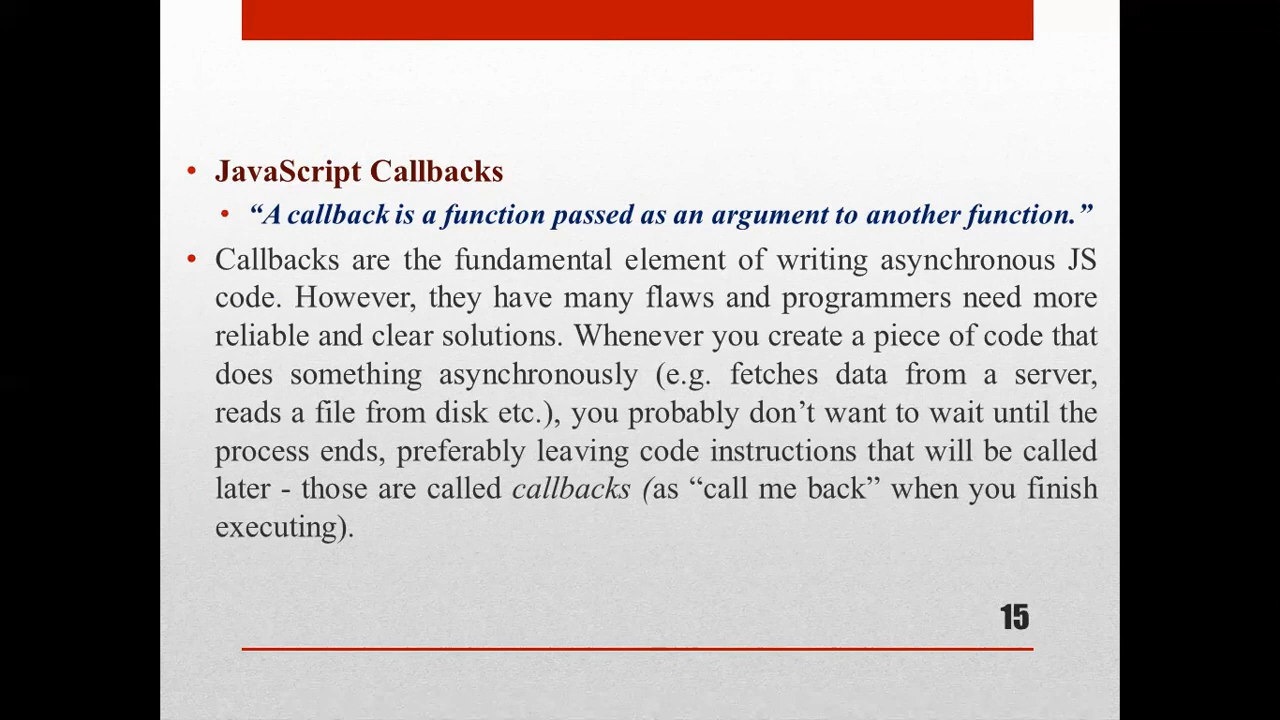 • JavaScript Callbacks
• “A callback is a function passed as an argument to another function.”
• Callbacks are the fundamental element of writing asynchronous JS
code. However, they have many flaws and programmers need more
reliable and clear solutions. Whenever you create a piece of code that
does something asynchronously (e.g. fetches data from a server,
reads a file from disk etc.), you probably don’t want to wait until the
process ends, preferably leaving code instructions that will be called
later - those are called callbacks (as “call me back” when you finish
executing).
15